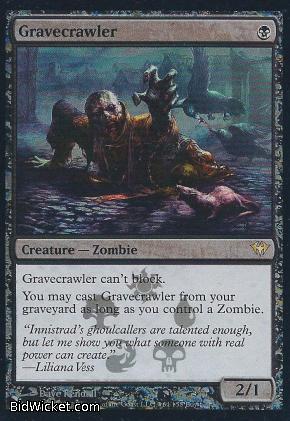 Gravecrawler
Creature — Zombie
Gravecrawler can't block.
You may cast Gravecrawler from your
graveyard as long as you control a Zombie.
"Innistrad's ghoulcallers are talented enough,
but let me show you what someone with real
power can create."
—Liliana Vess
2/1
Dave Kendall
BidWicket.com